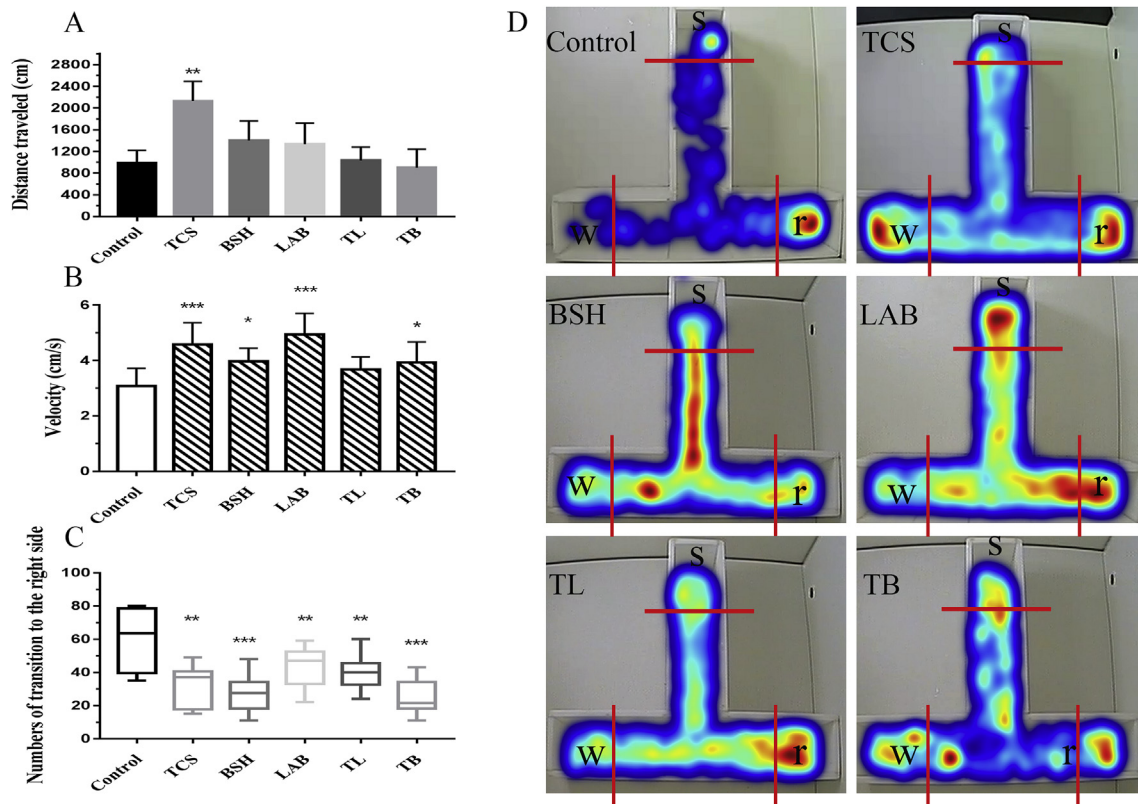 A
Distance traveled (cm)
2800
2400
2000
1600
1200
800
400
0
**
Control
TCS
BSH
LAB
TL
TB
B
Velocity (cm/s)
6
4
2
0
***
*
***
*
Control
TCS
BSH
LAB
TL
TB
C
Numbers of transition to the right side
100
80
60
40
20
0
**
***
**
**
***
Control
TCS
BSH
LAB
TL
TB
D
Control
S
W
r
TCS
S
W
r
BSH
S
W
r
LAB
S
W
r
TL
S
W
r
TB
S
W
r